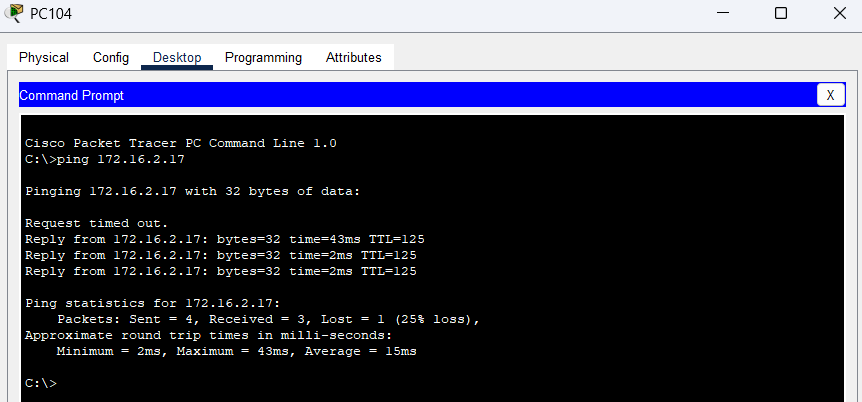 PC104
Physical Config Desktop Programming Attributes
Command Prompt
X
Cisco Packet Tracer PC Command Line 1.0
C:\>ping 172.16.2.17
Pinging 172.16.2.17 with 32 bytes of data:
Request timed out.
Reply from 172.16.2.17: bytes=32 time=43ms TTL=125
Reply from 172.16.2.17: bytes=32 time=2ms TTL=125
Reply from 172.16.2.17: bytes=32 time=2ms TTL=125
Ping statistics for 172.16.2.17:
    Packets: Sent = 4, Received = 3, Lost = 1 (25% loss),
Approximate round trip times in milli-seconds:
    Minimum = 2ms, Maximum = 43ms, Average = 15ms
C:\>